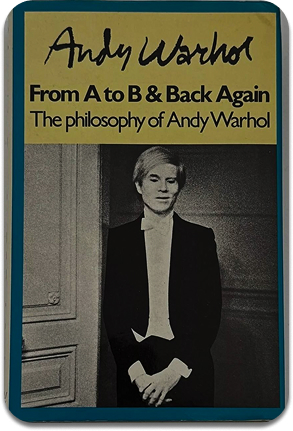 Andy Warhol
From A to B & Back Again
The philosophy of Andy Warhol